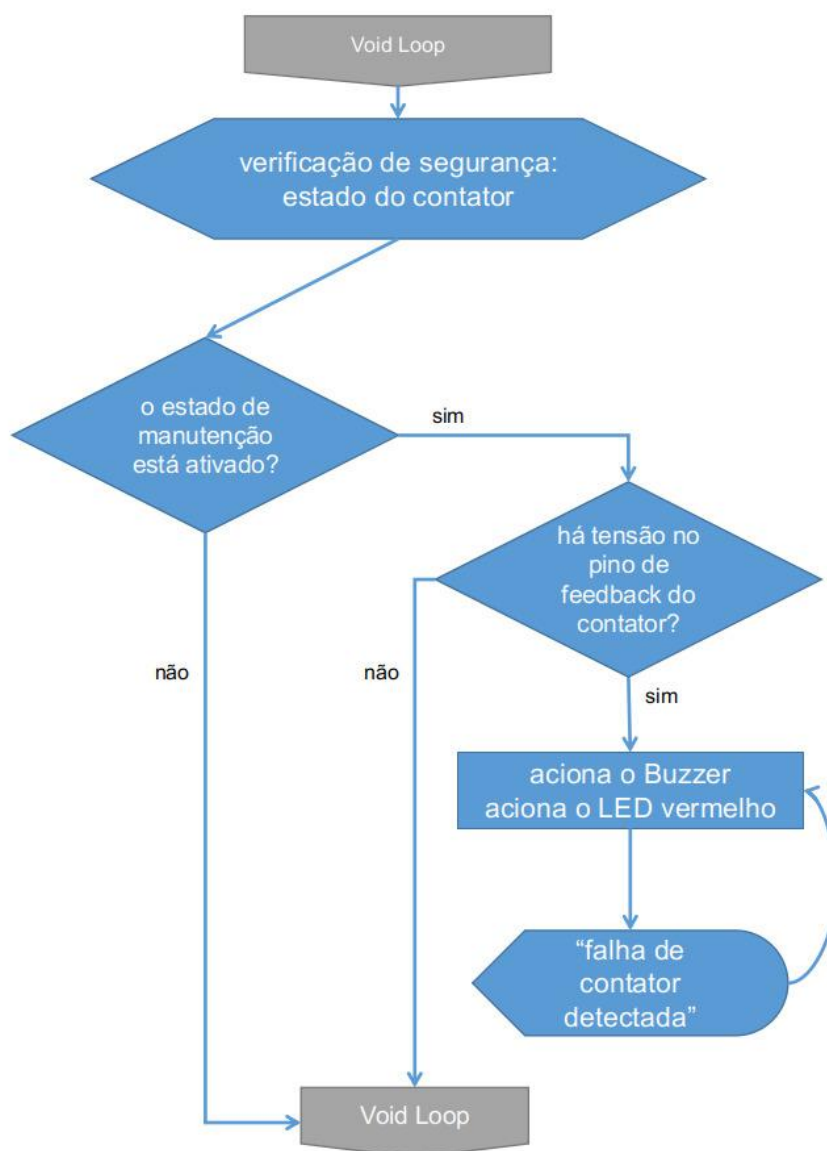 Void Loop
verificação de segurança:
estado do contator
o estado de
manutenção
está ativado?
sim
há tensão no
pino de
feedback do
contator?
não
não
sim
aciona o Buzzer
aciona o LED vermelho
“falha de
contator
detectada”
Void Loop